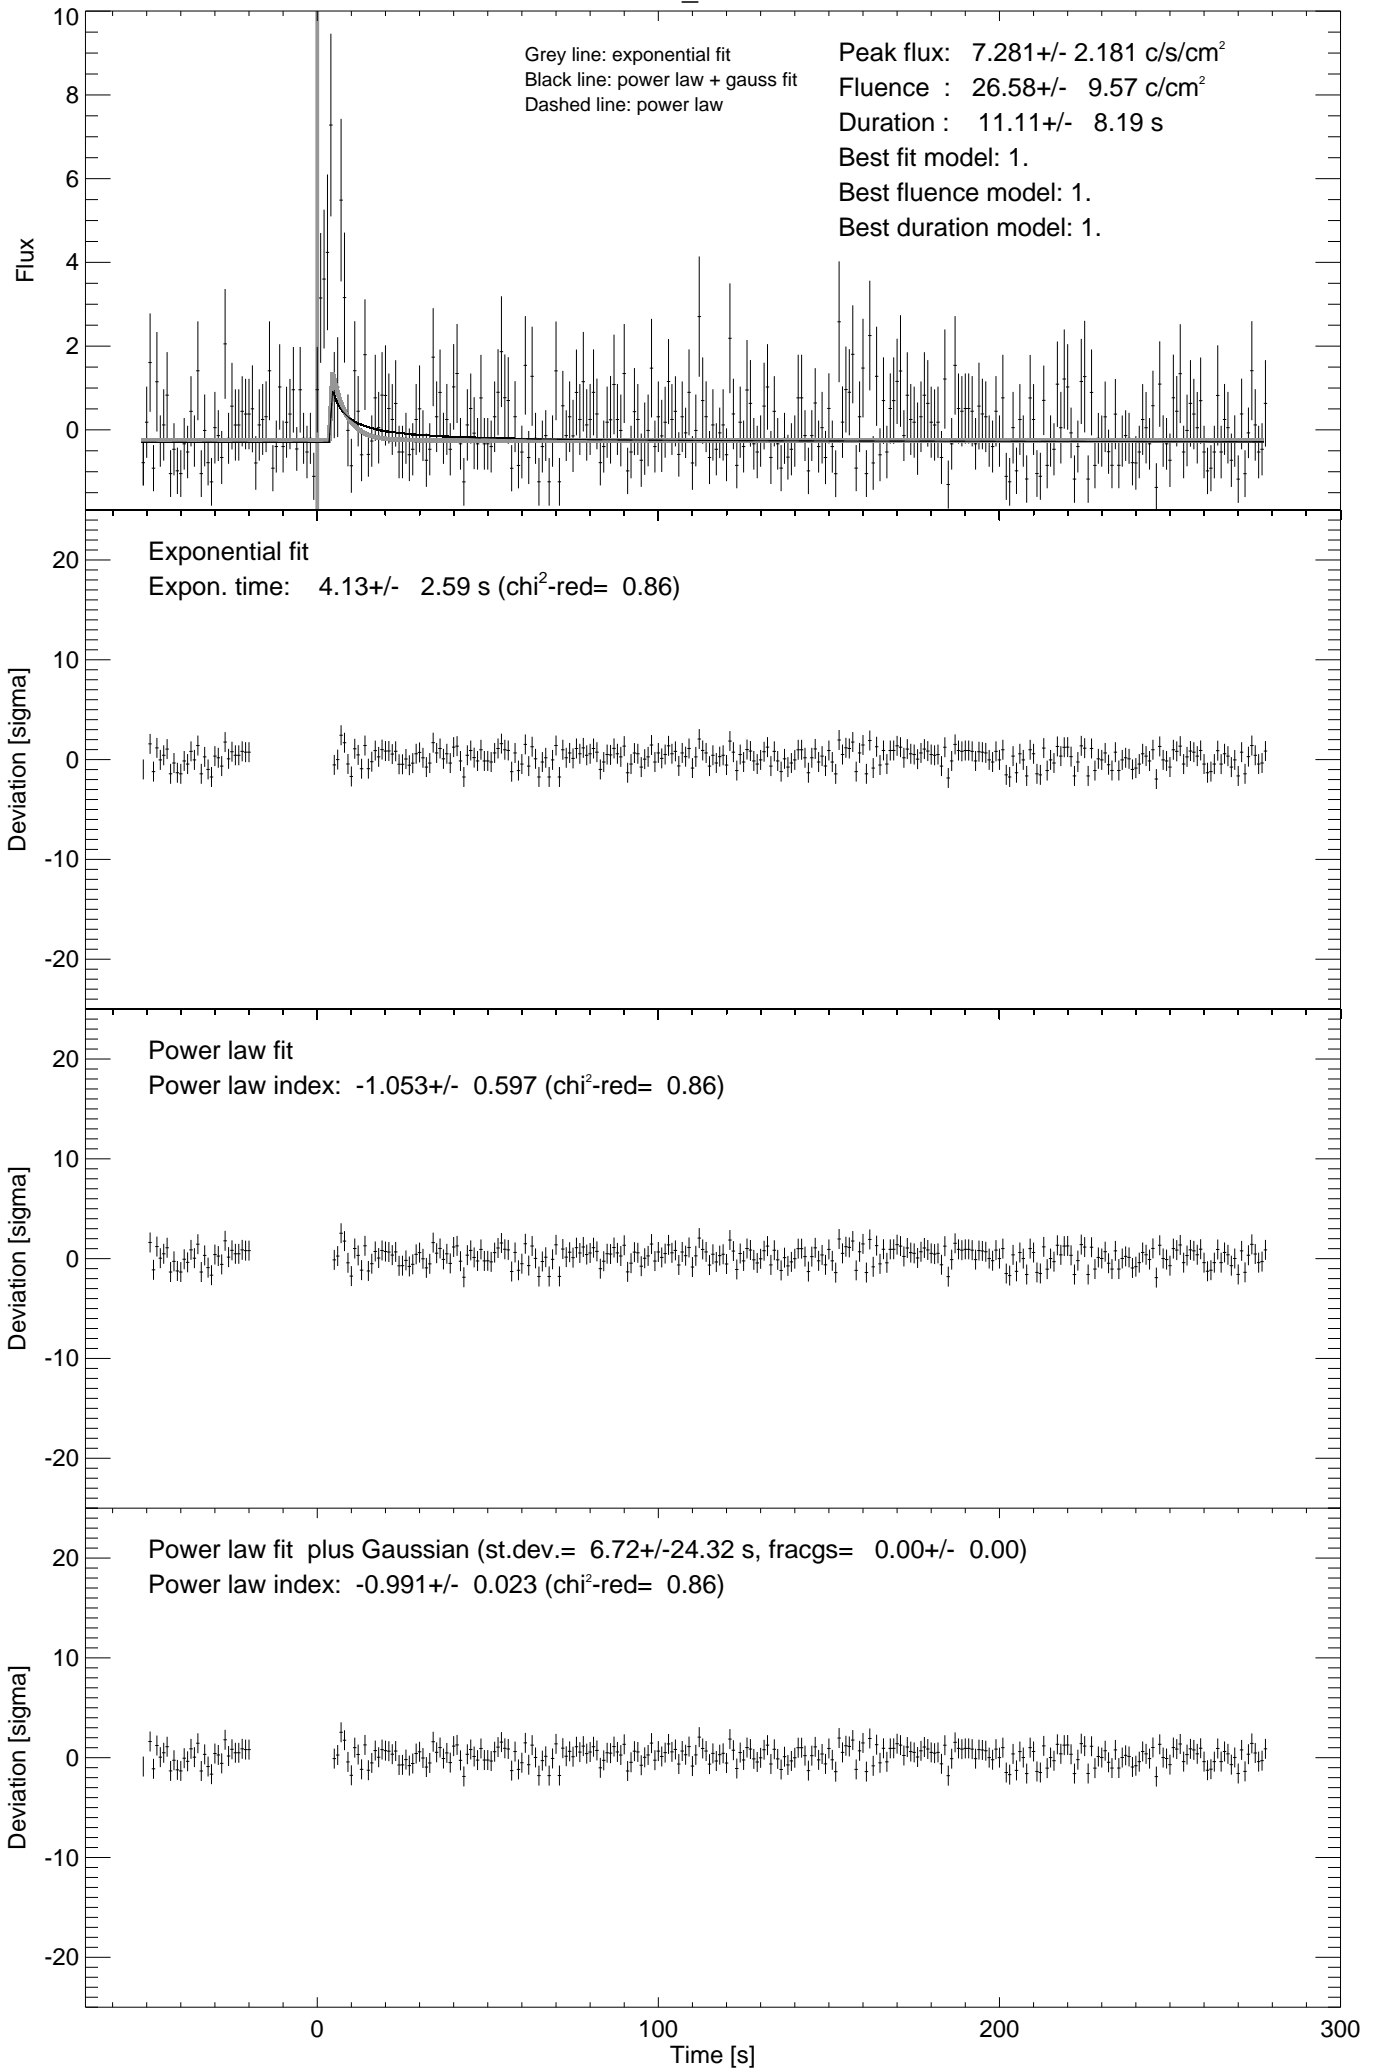 _
10
8
6
4
2
0
Flux
Grey line: exponential fit
Black line: power law + gauss fit
Dashed line: power law
Peak flux: 7.281+/- 2.181 c/s/cm²
Fluence : 26.58+/- 9.57 c/cm²
Duration : 11.11+/- 8.19 s
Best fit model: 1.
Best fluence model: 1.
Best duration model: 1.
20
10
0
-10
-20
Deviation [sigma]
Exponential fit
Expon. time: 4.13+/- 2.59 s (chi²-red= 0.86)
20
10
0
-10
-20
Deviation [sigma]
Power law fit
Power law index: -1.053+/- 0.597 (chi²-red= 0.86)
20
10
0
-10
-20
Deviation [sigma]
Power law fit plus Gaussian (st.dev.= 6.72+/-24.32 s, fracgs= 0.00+/- 0.00)
Power law index: -0.991+/- 0.023 (chi²-red= 0.86)
0 100 200 300
Time [s]